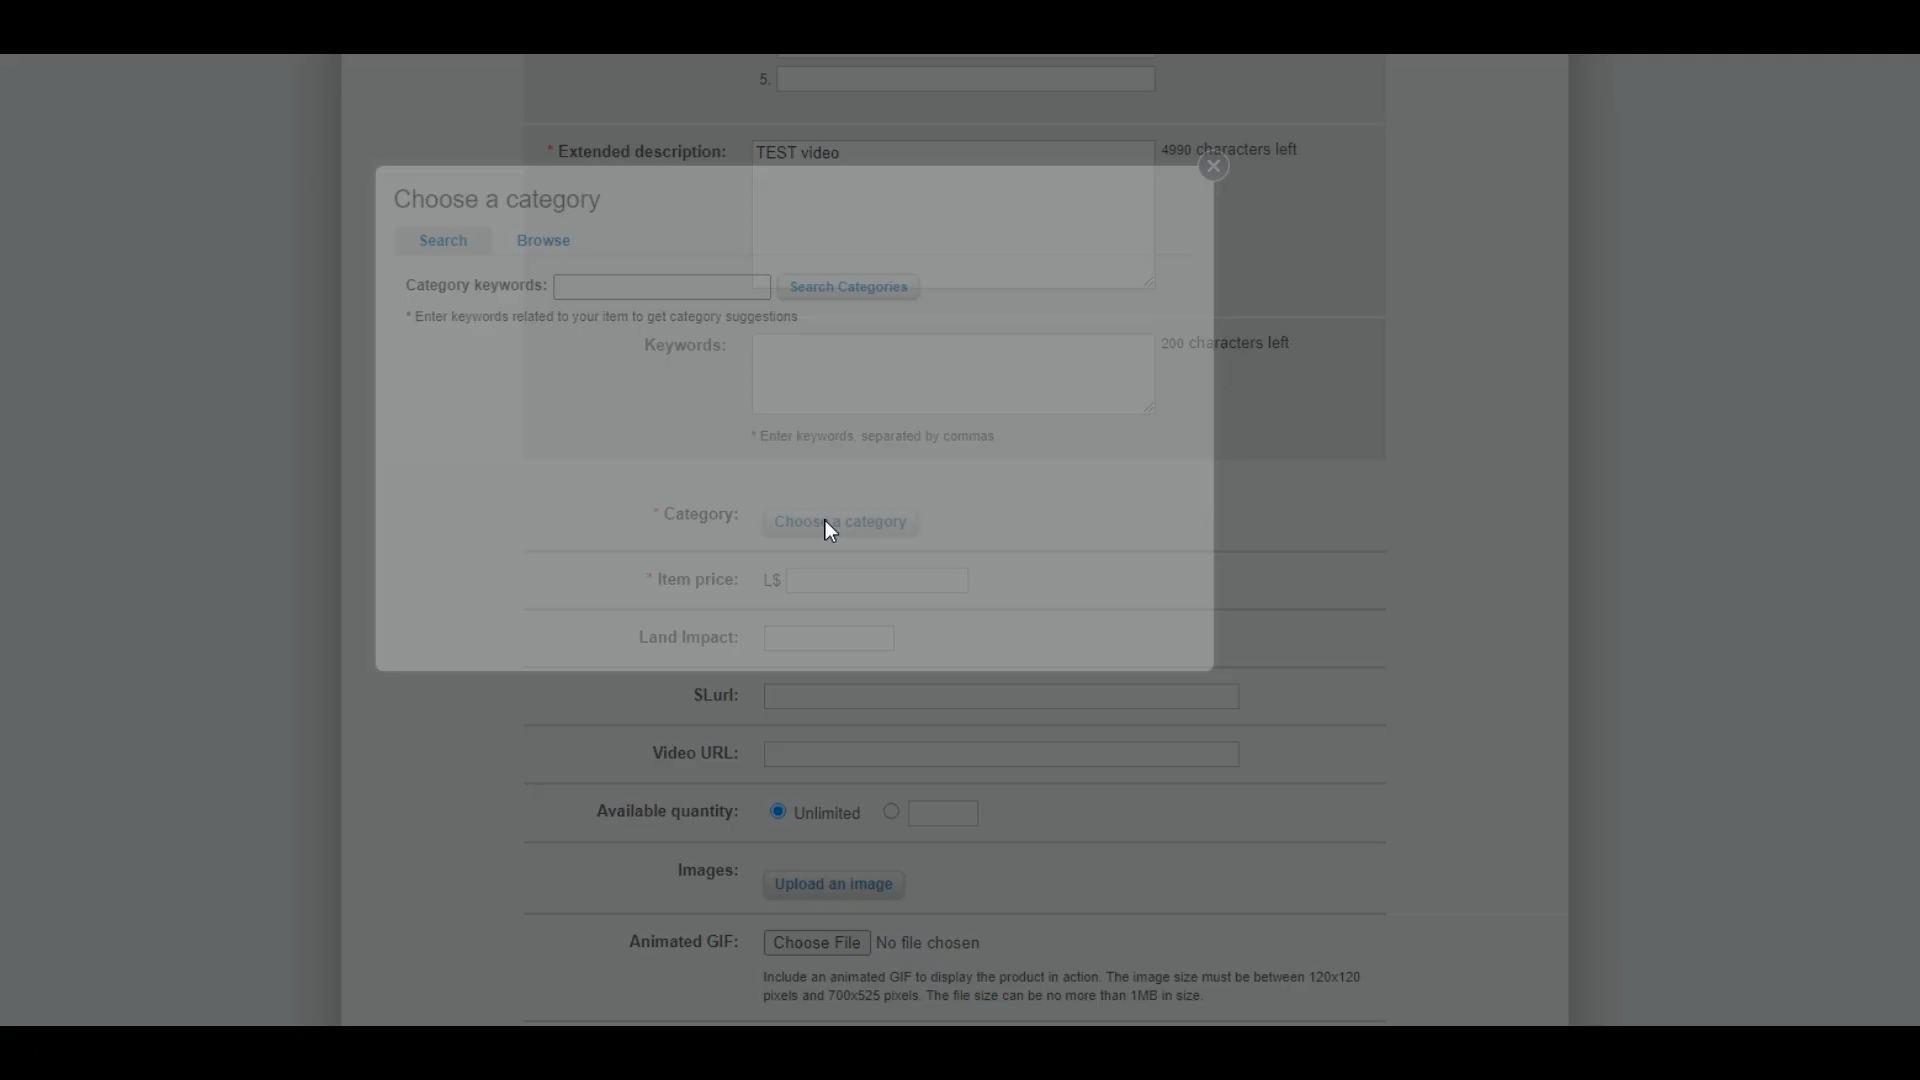 5.
* Extended description: TEST video 4990 characters left
Choose a category
Search Browse
Category keywords: Search Categories
* Enter keywords related to your item to get category suggestions
Keywords: 200 characters left
* Enter keywords, separated by commas
* Category: Choose a category
* Item price: L$
Land Impact:
SLurl:
Video URL:
Available quantity: Unlimited
Images: Upload an image
Animated GIF: Choose File No file chosen
Include an animated GIF to display the product in action. The image size must be between 120x120
pixels and 700x525 pixels. The file size can be no more than 1MB in size.